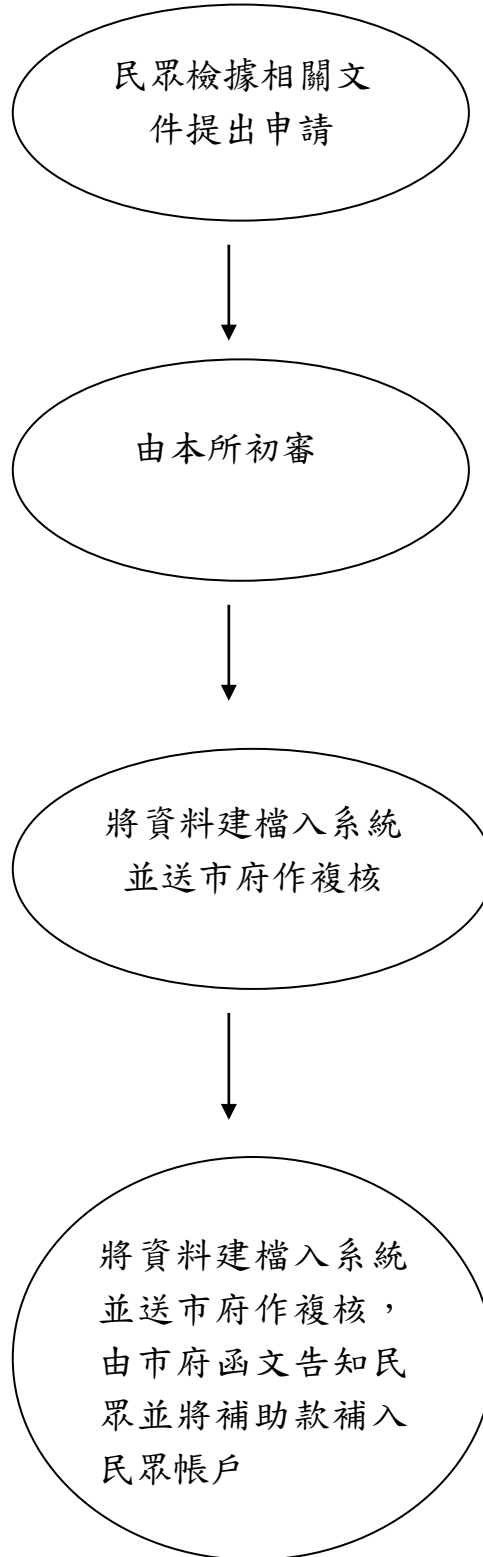 民眾檢據相關文
件提出申請
由本所初審
將資料建檔入系統
並送市府作複核
將資料建檔入系統
並送市府作複核，
由市府函文告知民
眾並將補助款補入
民眾帳戶